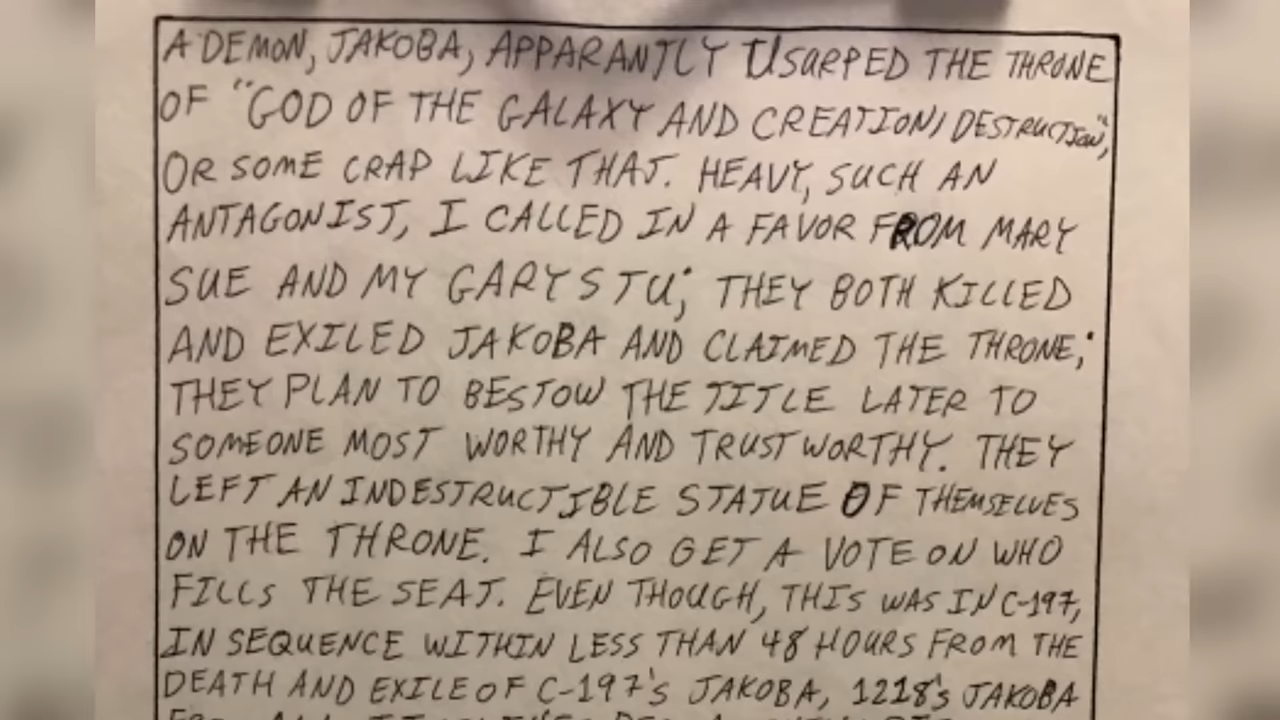 A DEMON, JAKOBA, APPARANTLY USURPED THE THRONE
OF "GOD OF THE GALAXY AND CREATION/DESTRUCTION",
OR SOME CRAP LIKE THAT. HEAVY, SUCH AN
ANTAGONIST, I CALLED IN A FAVOR FROM MARY
SUE AND MY GARY STU; THEY BOTH KILLED
AND EXILED JAKOBA AND CLAIMED THE THRONE;
THEY PLAN TO BESTOW THE TITLE LATER TO
SOMEONE MOST WORTHY AND TRUSTWORTHY. THEY
LEFT AN INDESTRUCTIBLE STATUE OF THEMSELVES
ON THE THRONE. I ALSO GET A VOTE ON WHO
FILLS THE SEAT. EVEN THOUGH, THIS WAS IN C-197,
IN SEQUENCE WITHIN LESS THAN 48 HOURS FROM THE
DEATH AND EXILE OF C-197's JAKOBA, 1218's JAKOBA